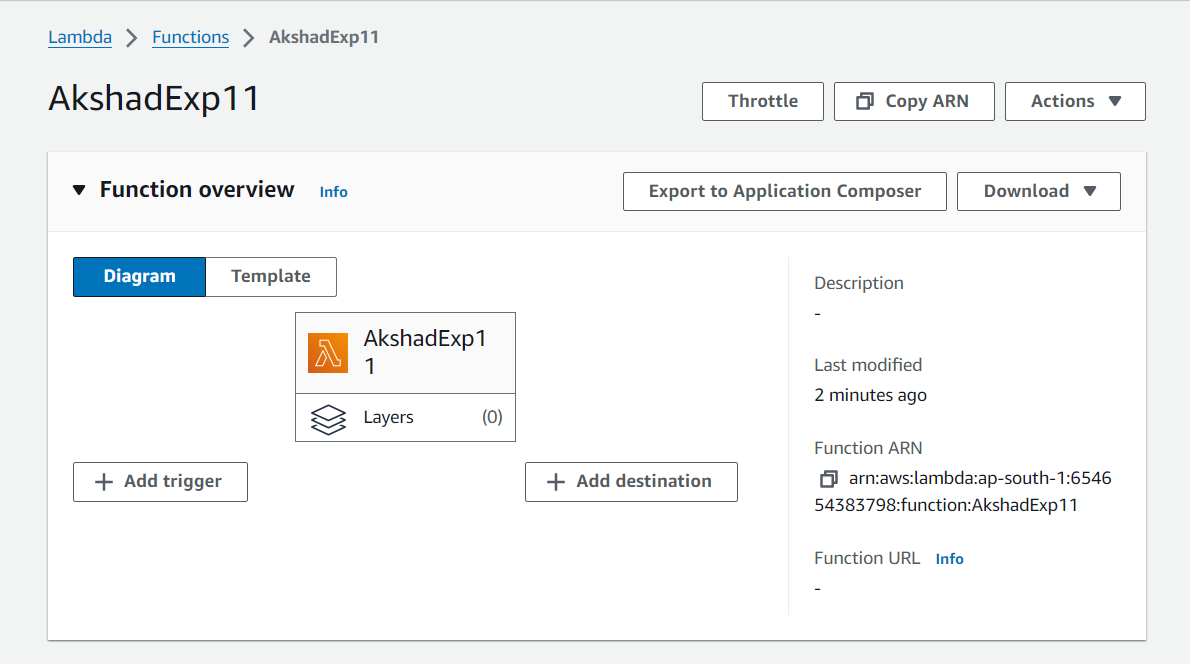 Lambda > Functions > AkshadExp11
AkshadExp11
Throttle
Copy ARN
Actions
Function overview Info
Export to Application Composer
Download
Diagram
Template
AkshadExp1
1
Layers (0)
Add trigger
Add destination
Description
-
Last modified
2 minutes ago
Function ARN
arn:aws:lambda:ap-south-1:6546
54383798:function:AkshadExp11
Function URL Info
-